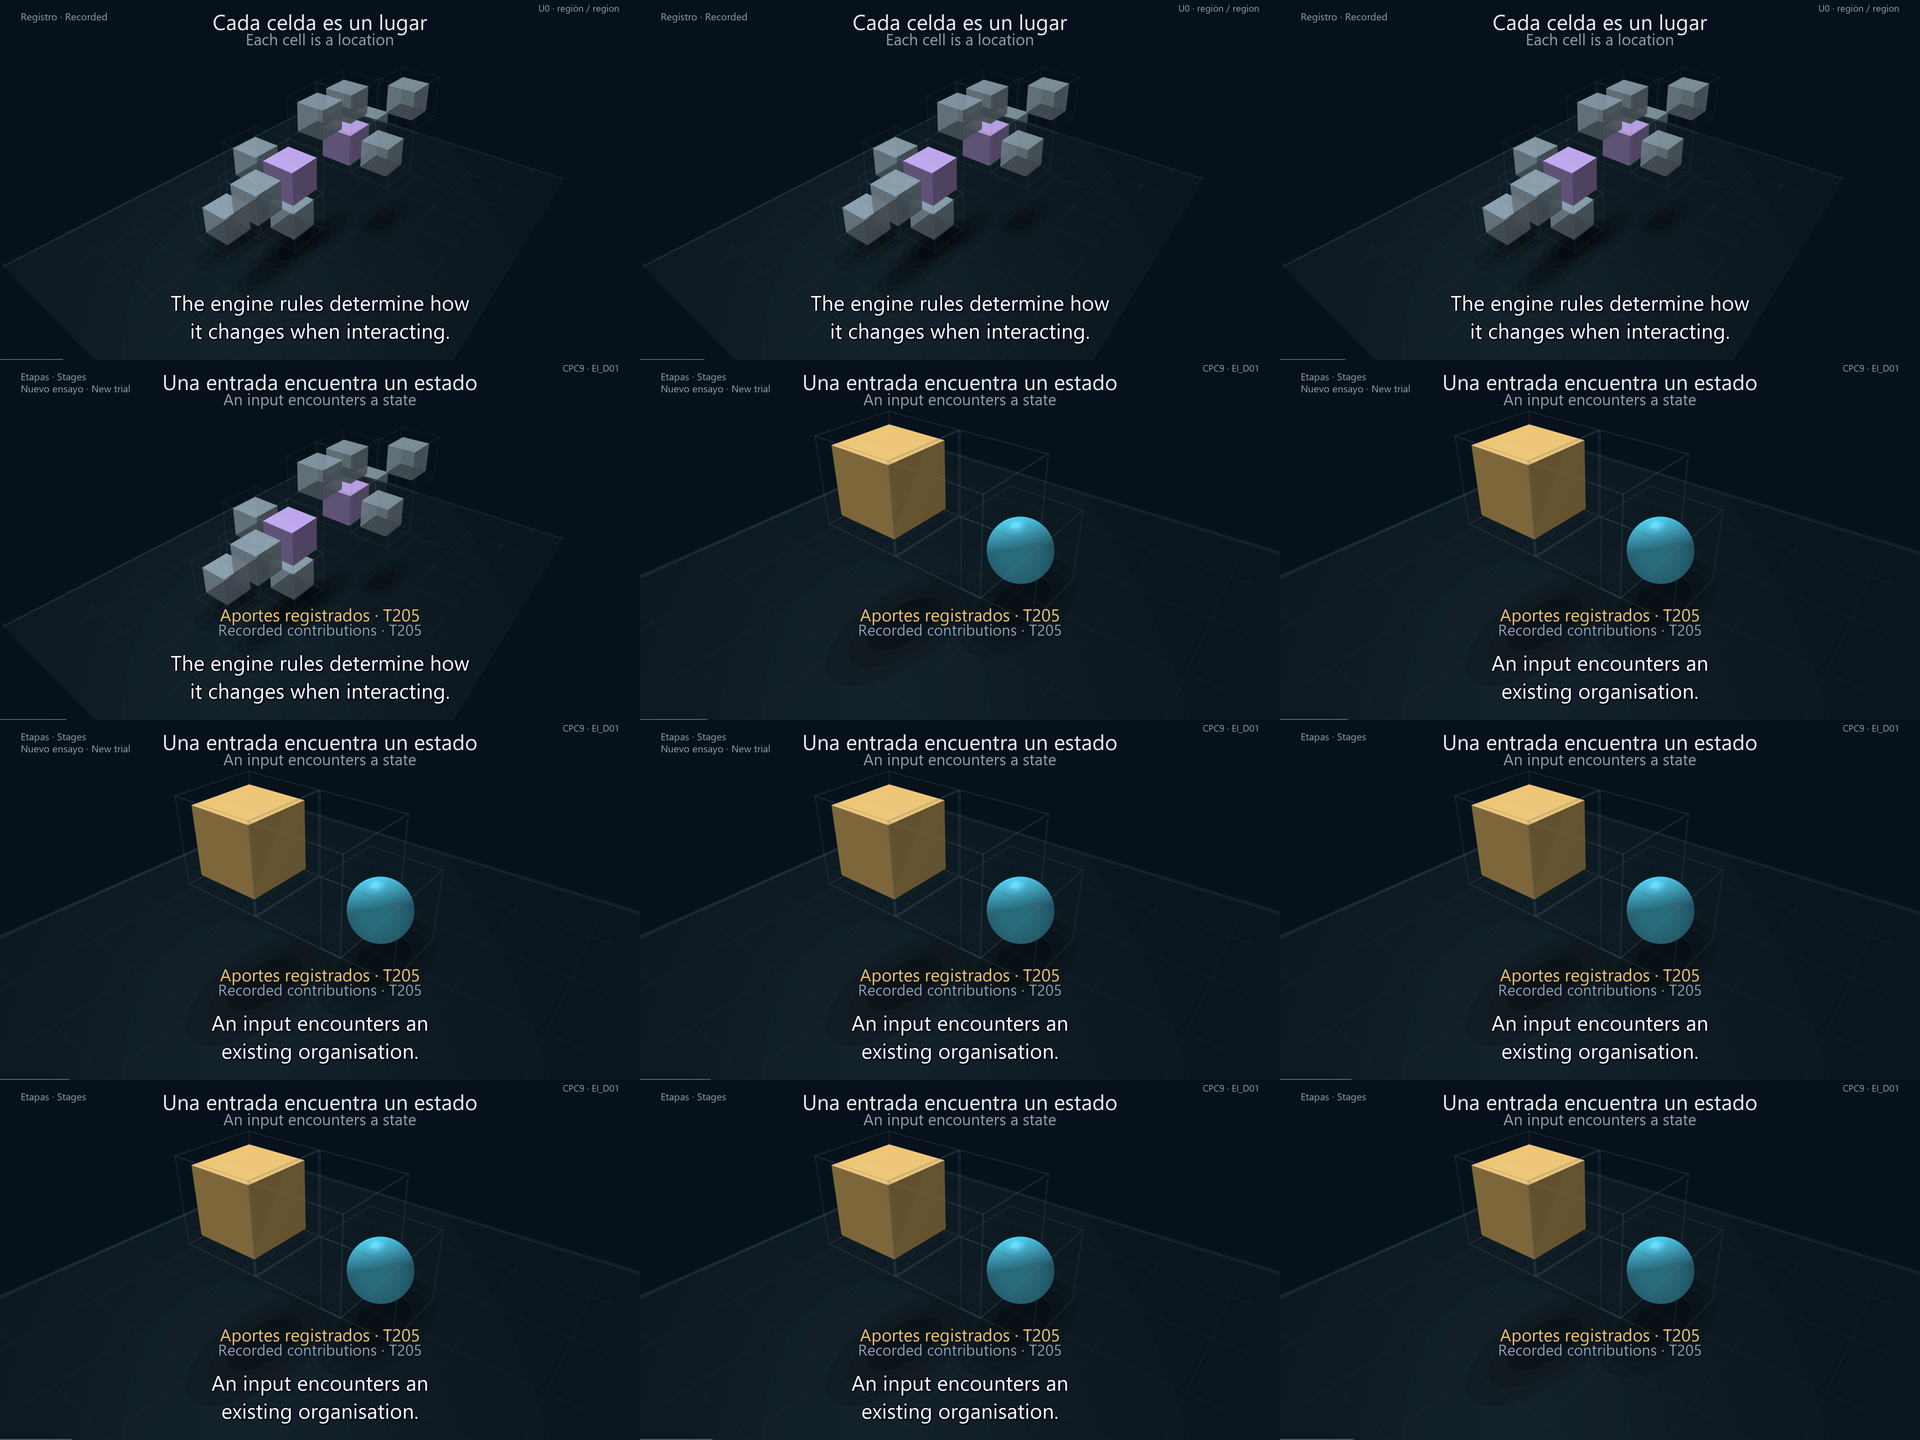 Registro · Recorded
U0 · región / region
Cada celda es un lugar
Each cell is a location
The engine rules determine how
it changes when interacting.
Registro · Recorded
U0 · región / region
Cada celda es un lugar
Each cell is a location
The engine rules determine how
it changes when interacting.
Registro · Recorded
U0 · región / region
Cada celda es un lugar
Each cell is a location
The engine rules determine how
it changes when interacting.
Etapas · Stages
Nuevo ensayo · New trial
CPC9 · EI_D01
Una entrada encuentra un estado
An input encounters a state
Aportes registrados · T205
Recorded contributions · T205
The engine rules determine how
it changes when interacting.
Etapas · Stages
Nuevo ensayo · New trial
CPC9 · EI_D01
Una entrada encuentra un estado
An input encounters a state
Aportes registrados · T205
Recorded contributions · T205
Etapas · Stages
Nuevo ensayo · New trial
CPC9 · EI_D01
Una entrada encuentra un estado
An input encounters a state
Aportes registrados · T205
Recorded contributions · T205
An input encounters an
existing organisation.
Etapas · Stages
Nuevo ensayo · New trial
CPC9 · EI_D01
Una entrada encuentra un estado
An input encounters a state
Aportes registrados · T205
Recorded contributions · T205
An input encounters an
existing organisation.
Etapas · Stages
Nuevo ensayo · New trial
CPC9 · EI_D01
Una entrada encuentra un estado
An input encounters a state
Aportes registrados · T205
Recorded contributions · T205
An input encounters an
existing organisation.
Etapas · Stages
CPC9 · EI_D01
Una entrada encuentra un estado
An input encounters a state
Aportes registrados · T205
Recorded contributions · T205
An input encounters an
existing organisation.
Etapas · Stages
CPC9 · EI_D01
Una entrada encuentra un estado
An input encounters a state
Aportes registrados · T205
Recorded contributions · T205
An input encounters an
existing organisation.
Etapas · Stages
CPC9 · EI_D01
Una entrada encuentra un estado
An input encounters a state
Aportes registrados · T205
Recorded contributions · T205
An input encounters an
existing organisation.
Etapas · Stages
CPC9 · EI_D01
Una entrada encuentra un estado
An input encounters a state
Aportes registrados · T205
Recorded contributions · T205